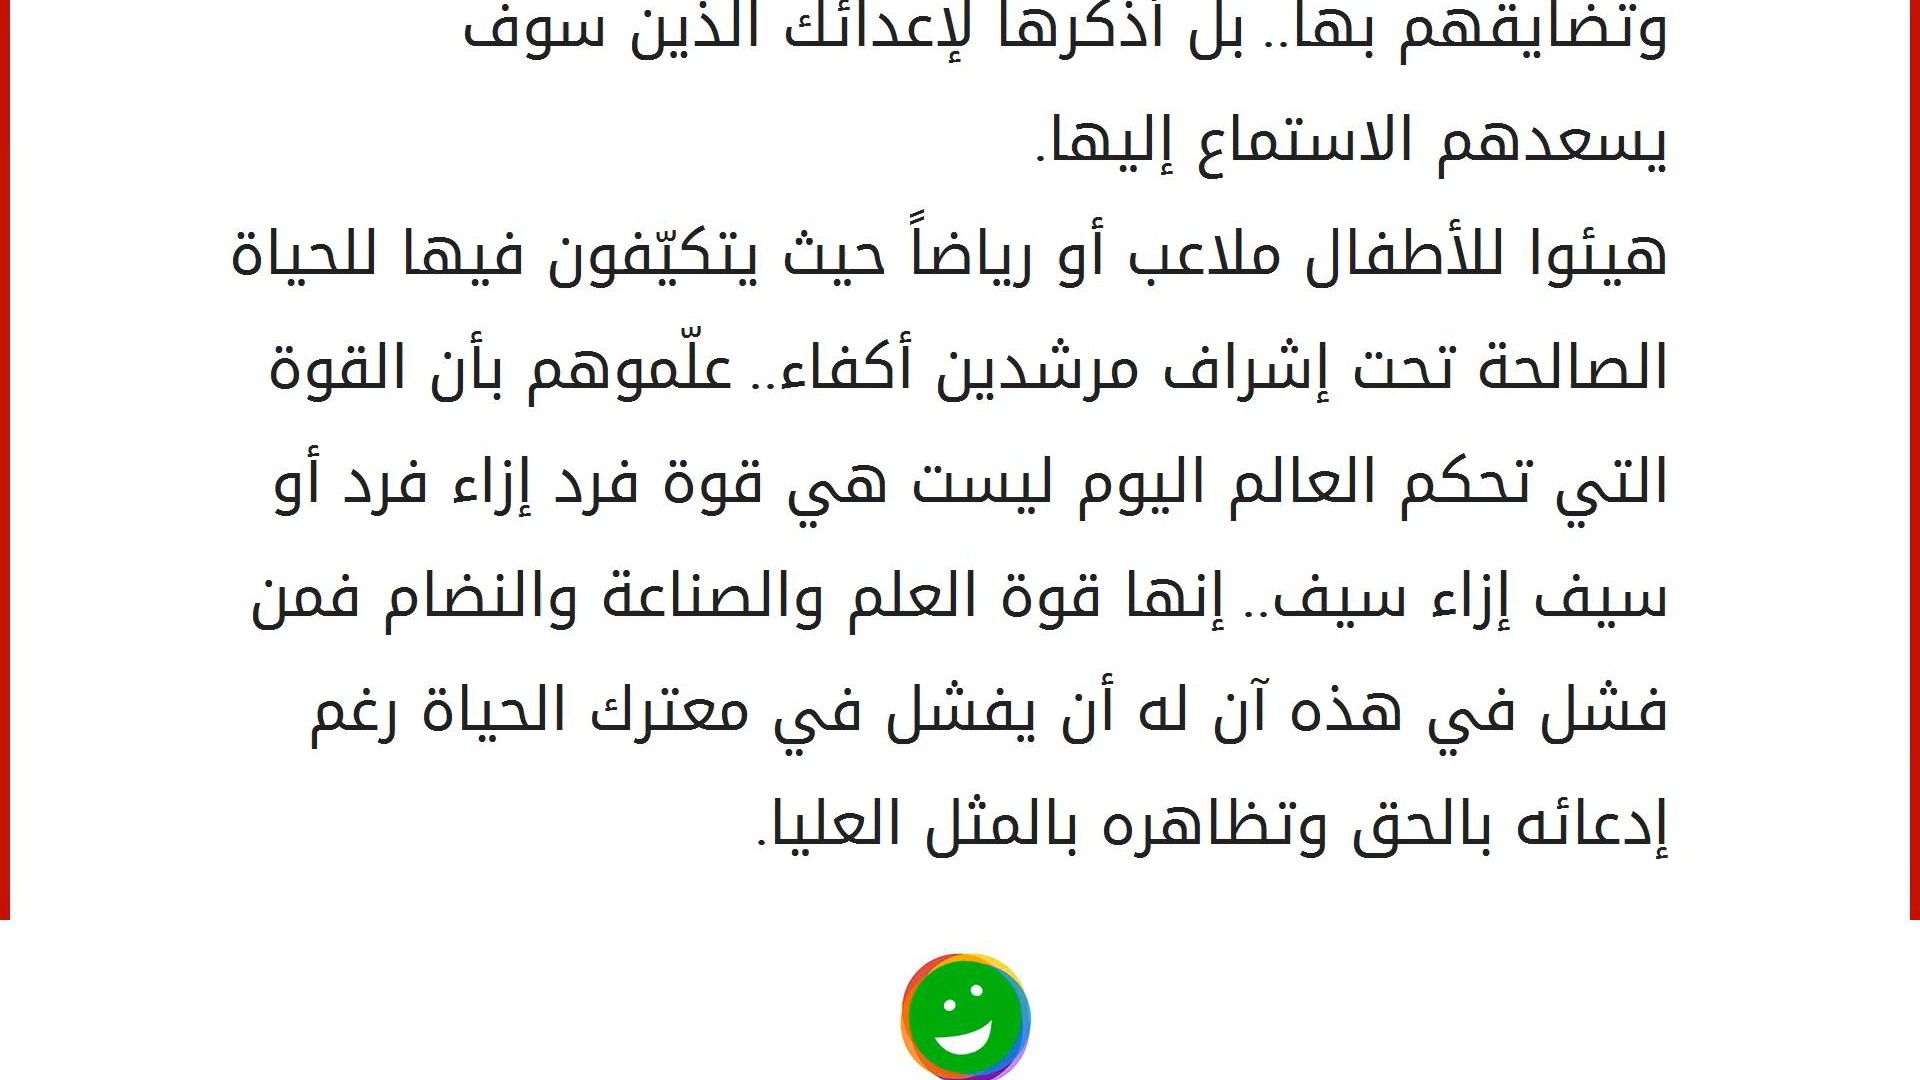 وتضايقهم بها.. بل أذكرها لإعدائك الذين سوف
يسعدهم الاستماع إليها.
هيئوا للأطفال ملاعب أو رياضاً حيث يتكيّفون فيها للحياة
الصالحة تحت إشراف مرشدين أكفاء.. علّموهم بأن القوة
التي تحكم العالم اليوم ليست هي قوة فرد إزاء فرد أو
سيف إزاء سيف.. إنها قوة العلم والصناعة والنضام فمن
فشل في هذه آن له أن يفشل في معترك الحياة رغم
إدعائه بالحق وتظاهره بالمثل العليا.